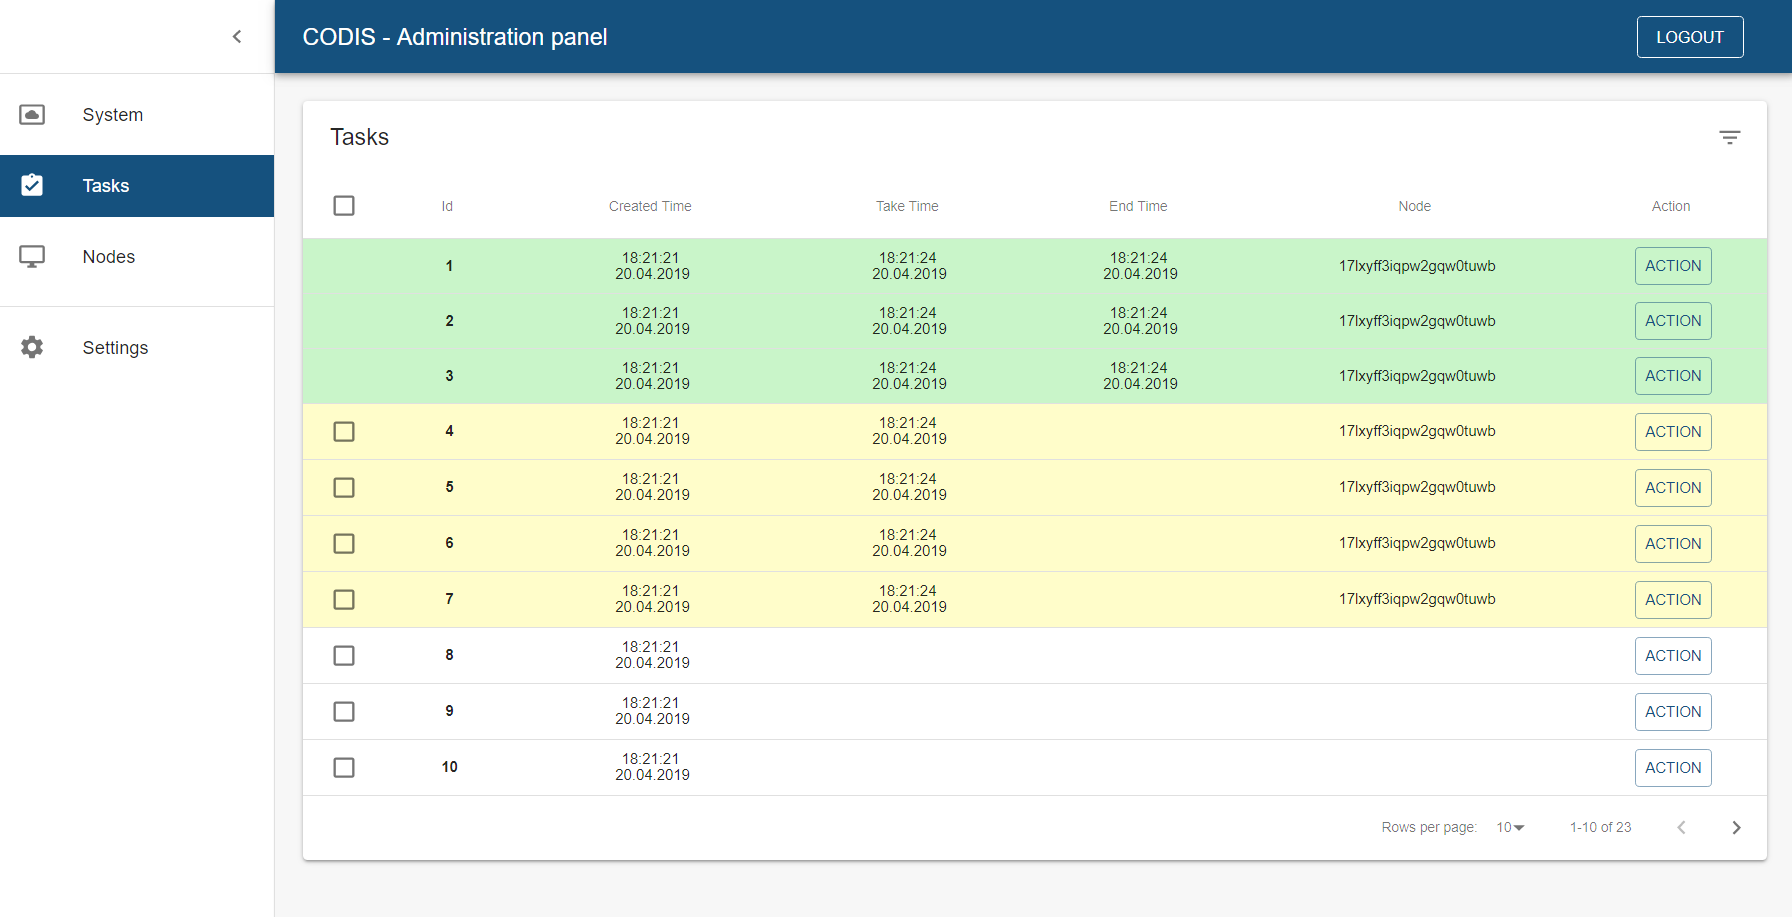 CODIS - Administration panel
LOGOUT
System
Tasks
Nodes
Settings
Tasks
Id Created Time Take Time End Time Node Action
1 18:21:21 20.04.2019 18:21:24 20.04.2019 18:21:24 20.04.2019 17lxyff3iqpw2gqw0tuwb ACTION
2 18:21:21 20.04.2019 18:21:24 20.04.2019 18:21:24 20.04.2019 17lxyff3iqpw2gqw0tuwb ACTION
3 18:21:21 20.04.2019 18:21:24 20.04.2019 18:21:24 20.04.2019 17lxyff3iqpw2gqw0tuwb ACTION
4 18:21:21 20.04.2019 18:21:24 20.04.2019 17lxyff3iqpw2gqw0tuwb ACTION
5 18:21:21 20.04.2019 18:21:24 20.04.2019 17lxyff3iqpw2gqw0tuwb ACTION
6 18:21:21 20.04.2019 18:21:24 20.04.2019 17lxyff3iqpw2gqw0tuwb ACTION
7 18:21:21 20.04.2019 18:21:24 20.04.2019 17lxyff3iqpw2gqw0tuwb ACTION
8 18:21:21 20.04.2019 ACTION
9 18:21:21 20.04.2019 ACTION
10 18:21:21 20.04.2019 ACTION
Rows per page: 10 1-10 of 23